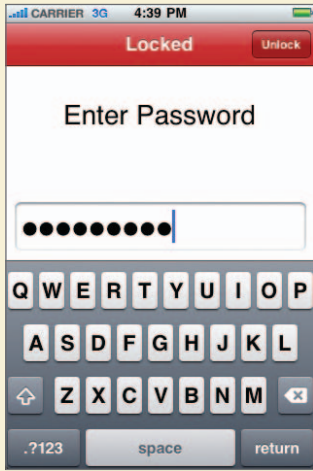 CARRIER 3G 4:39 PM
Locked Unlock
Enter Password
●●●●●●●●●
Q W E R T Y U I O P
A S D F G H J K L
Z X C V B N M
.?123 space return